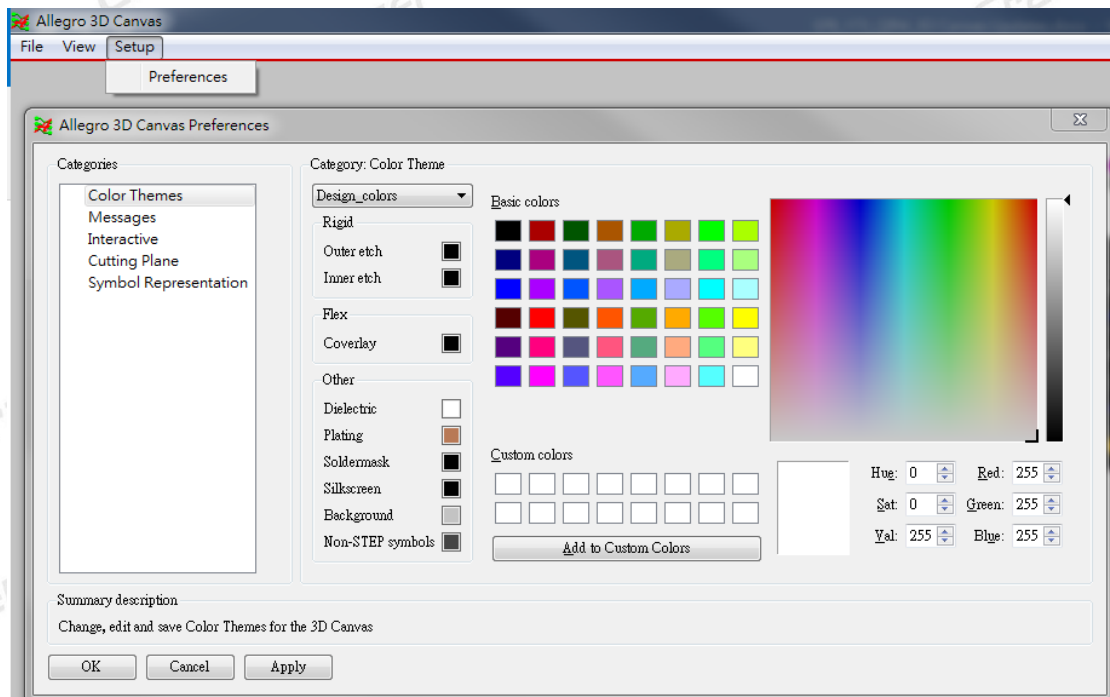 Allegro 3D Canvas
File View Setup
Preferences
Allegro 3D Canvas Preferences
Categories
Color Themes
Messages
Interactive
Cutting Plane
Symbol Representation
Category: Color Theme
Design_colors
Rigid
Outer etch
Inner etch
Flex
Coverlay
Other
Dielectric
Plating
Soldermask
Silkscreen
Background
Non-STEP symbols
Basic colors
Custom colors
Add to Custom Colors
Hue: 0 Red: 255
Sat: 0 Green: 255
Val: 255 Blue: 255
Summary description
Change, edit and save Color Themes for the 3D Canvas
OK Cancel Apply